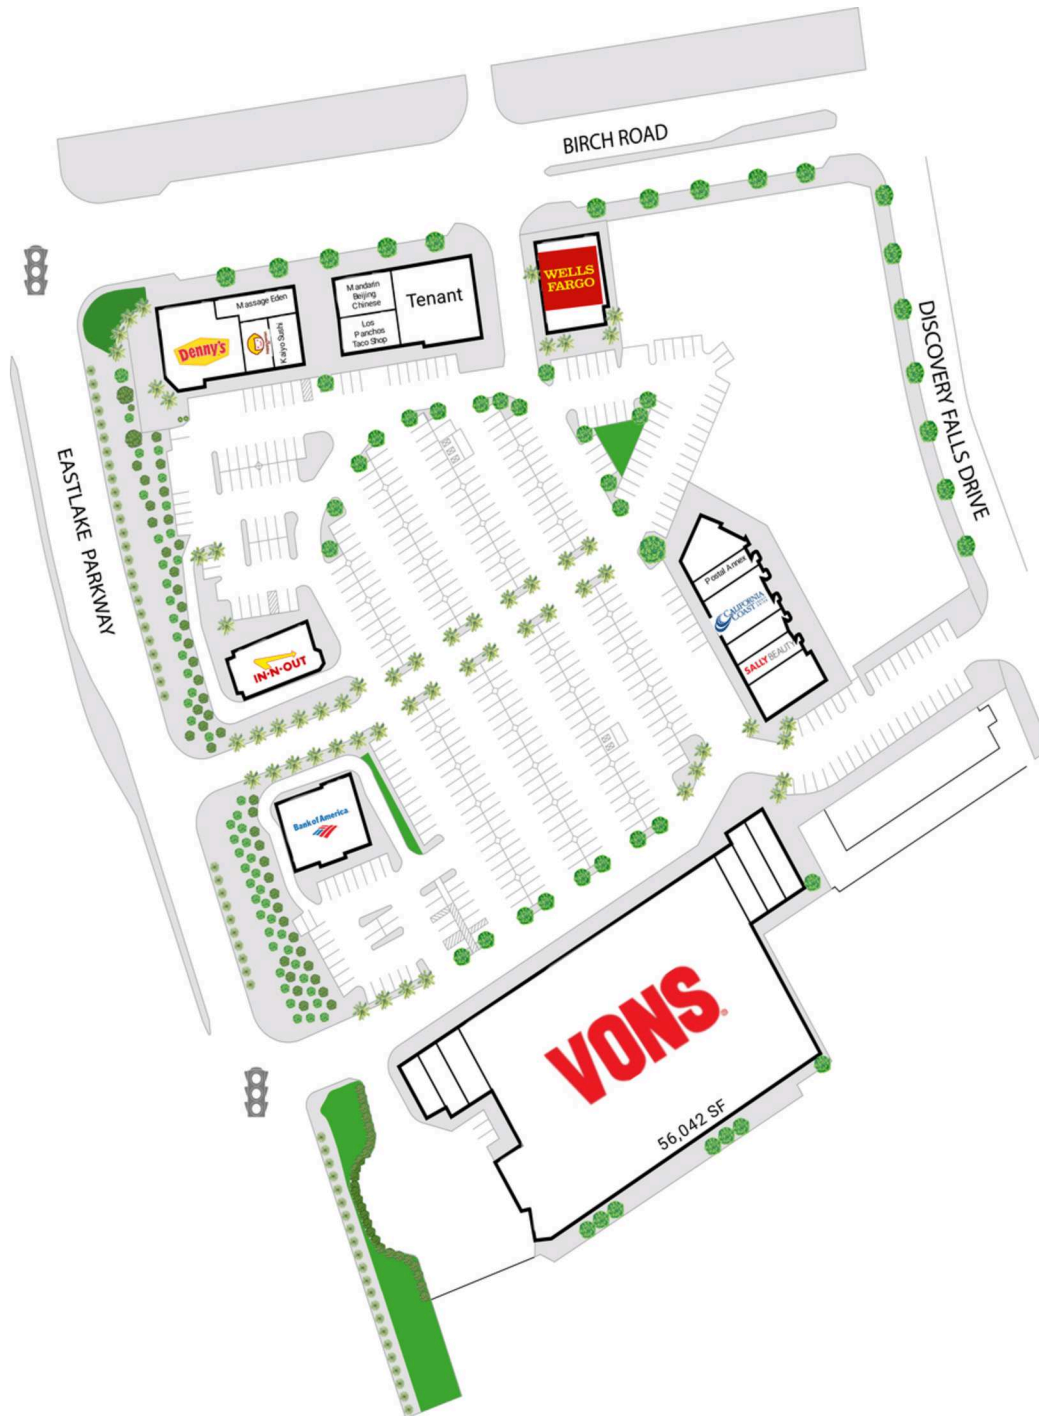 BIRCH ROAD
WELLS
FARGO
Mandarin
Beijing
Chinese
Tenant
Massage Eden
Los
Panchos
Taco Shop
Denny's
Kaiyo Sushi
DISCOVERY FALLS DRIVE
EASTLAKE PARKWAY
Postal Annex
CALIFORNIA
COAST
SALLY BEAUTY
IN-N-OUT
Bank of America
VONS
56,042 SF